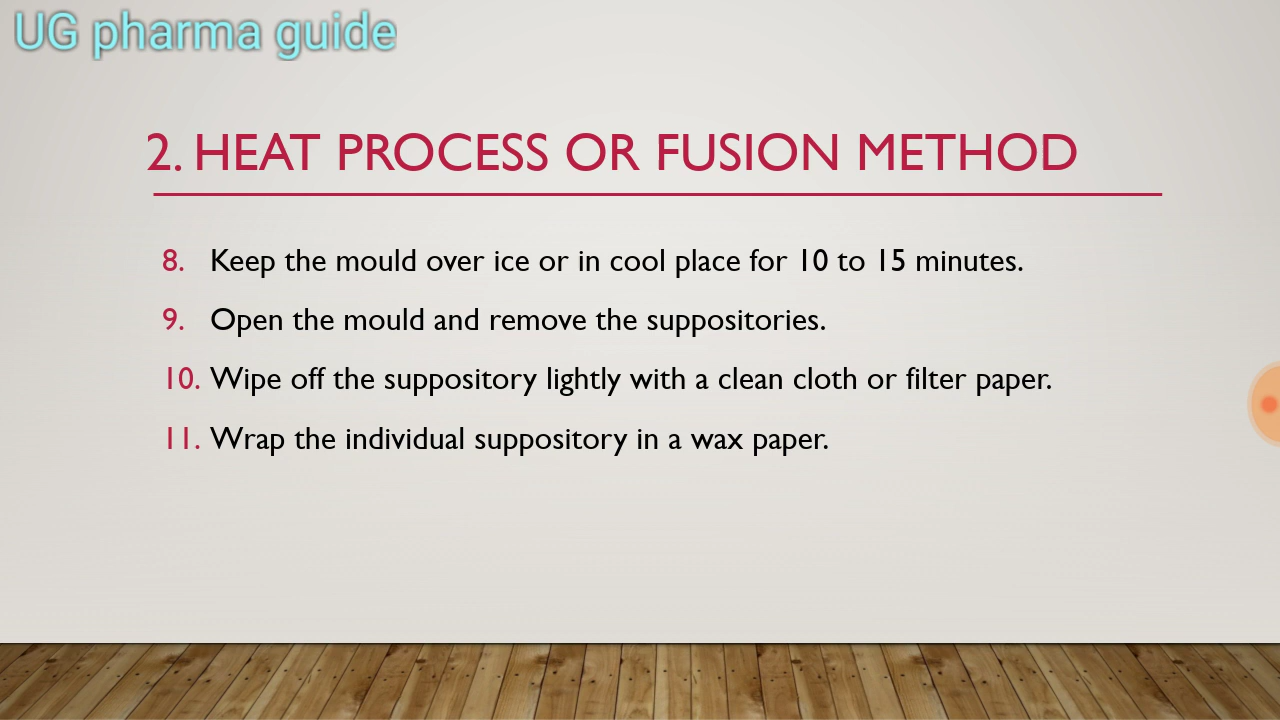 UG pharma guide
2. HEAT PROCESS OR FUSION METHOD
8. Keep the mould over ice or in cool place for 10 to 15 minutes.
9. Open the mould and remove the suppositories.
10. Wipe off the suppository lightly with a clean cloth or filter paper.
11. Wrap the individual suppository in a wax paper.